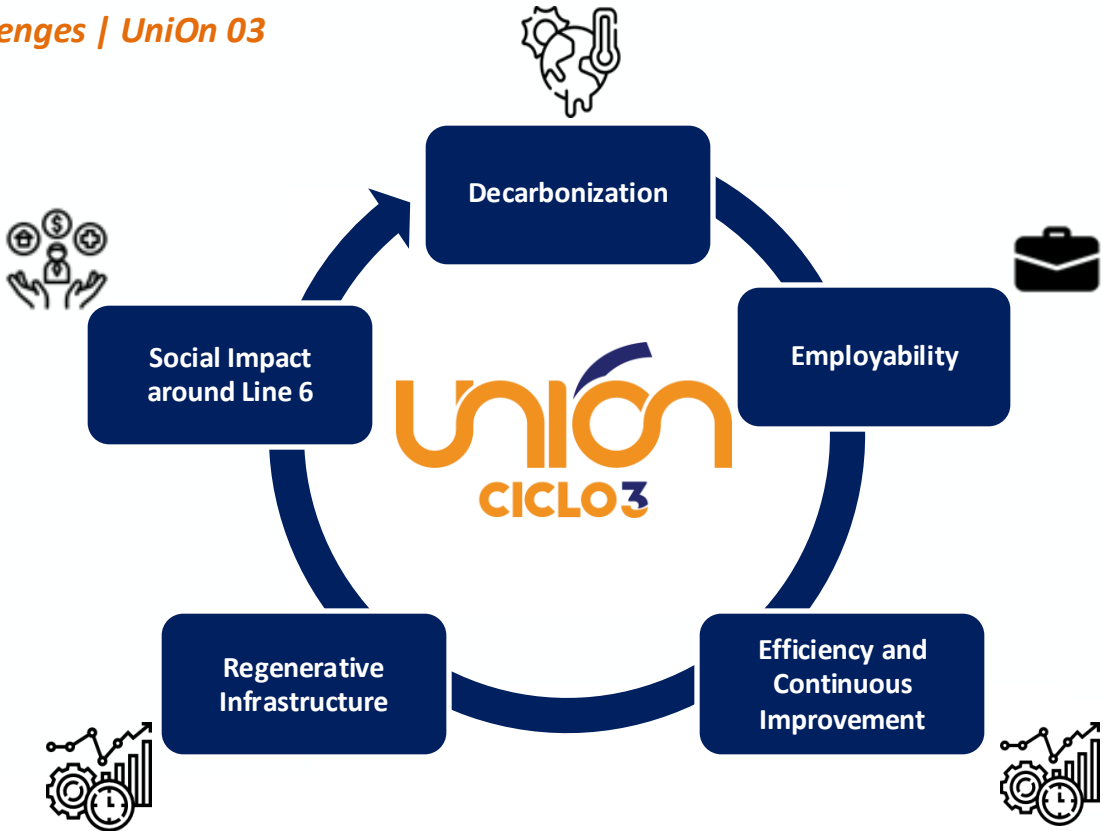 enges | UniOn 03
Decarbonization
Employability
Efficiency and
Continuous
Improvement
Regenerative
Infrastructure
Social Impact
around Line 6
UNIÓN
CICLO3